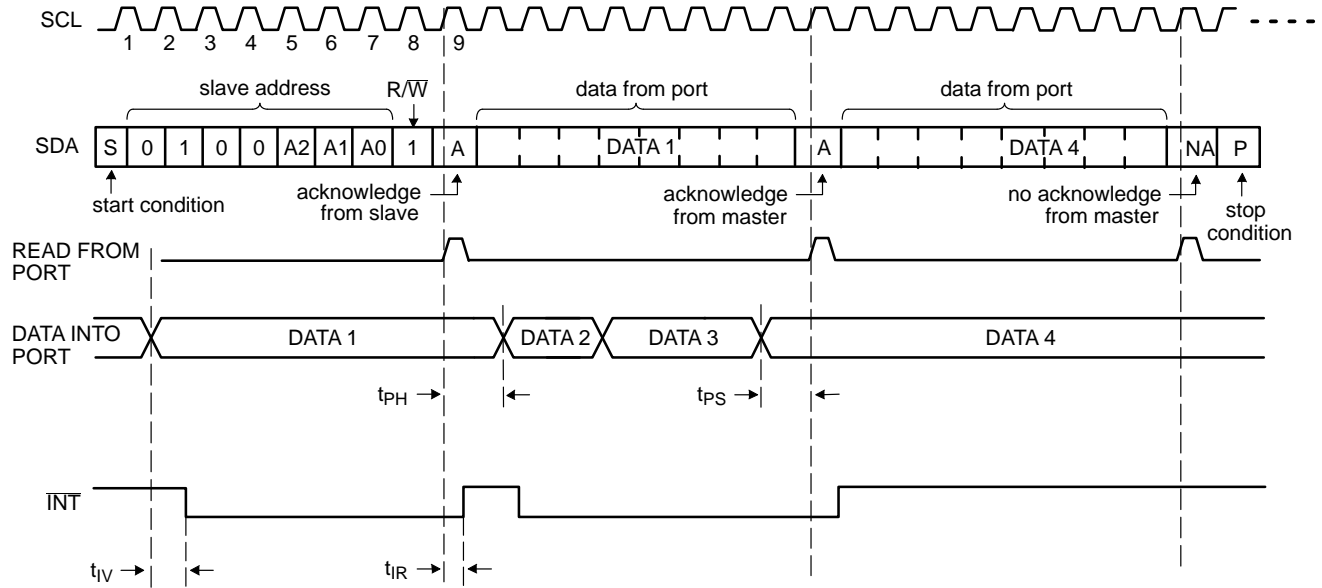 SCL
1 2 3 4 5 6 7 8 9
slave address R/W̅ data from port data from port
SDA S 0 1 0 0 A2 A1 A0 1 A DATA 1 A DATA 4 NA P
start condition
acknowledge
from slave
acknowledge
from master
no acknowledge
from master
stop
condition
READ FROM
PORT
DATA INTO
PORT
DATA 1 DATA 2 DATA 3 DATA 4
tPH tPS
I̅N̅T̅
tIV tIR